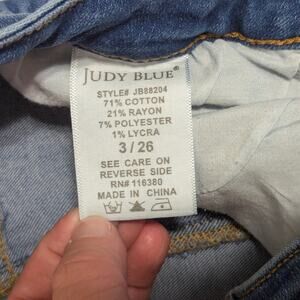 JUDY BLUE®
STYLE# JB88204
71% COTTON
21% RAYON
7% POLYESTER
1% LYCRA
3 / 26
SEE CARE ON
REVERSE SIDE
RN# 116380
MADE IN CHINA